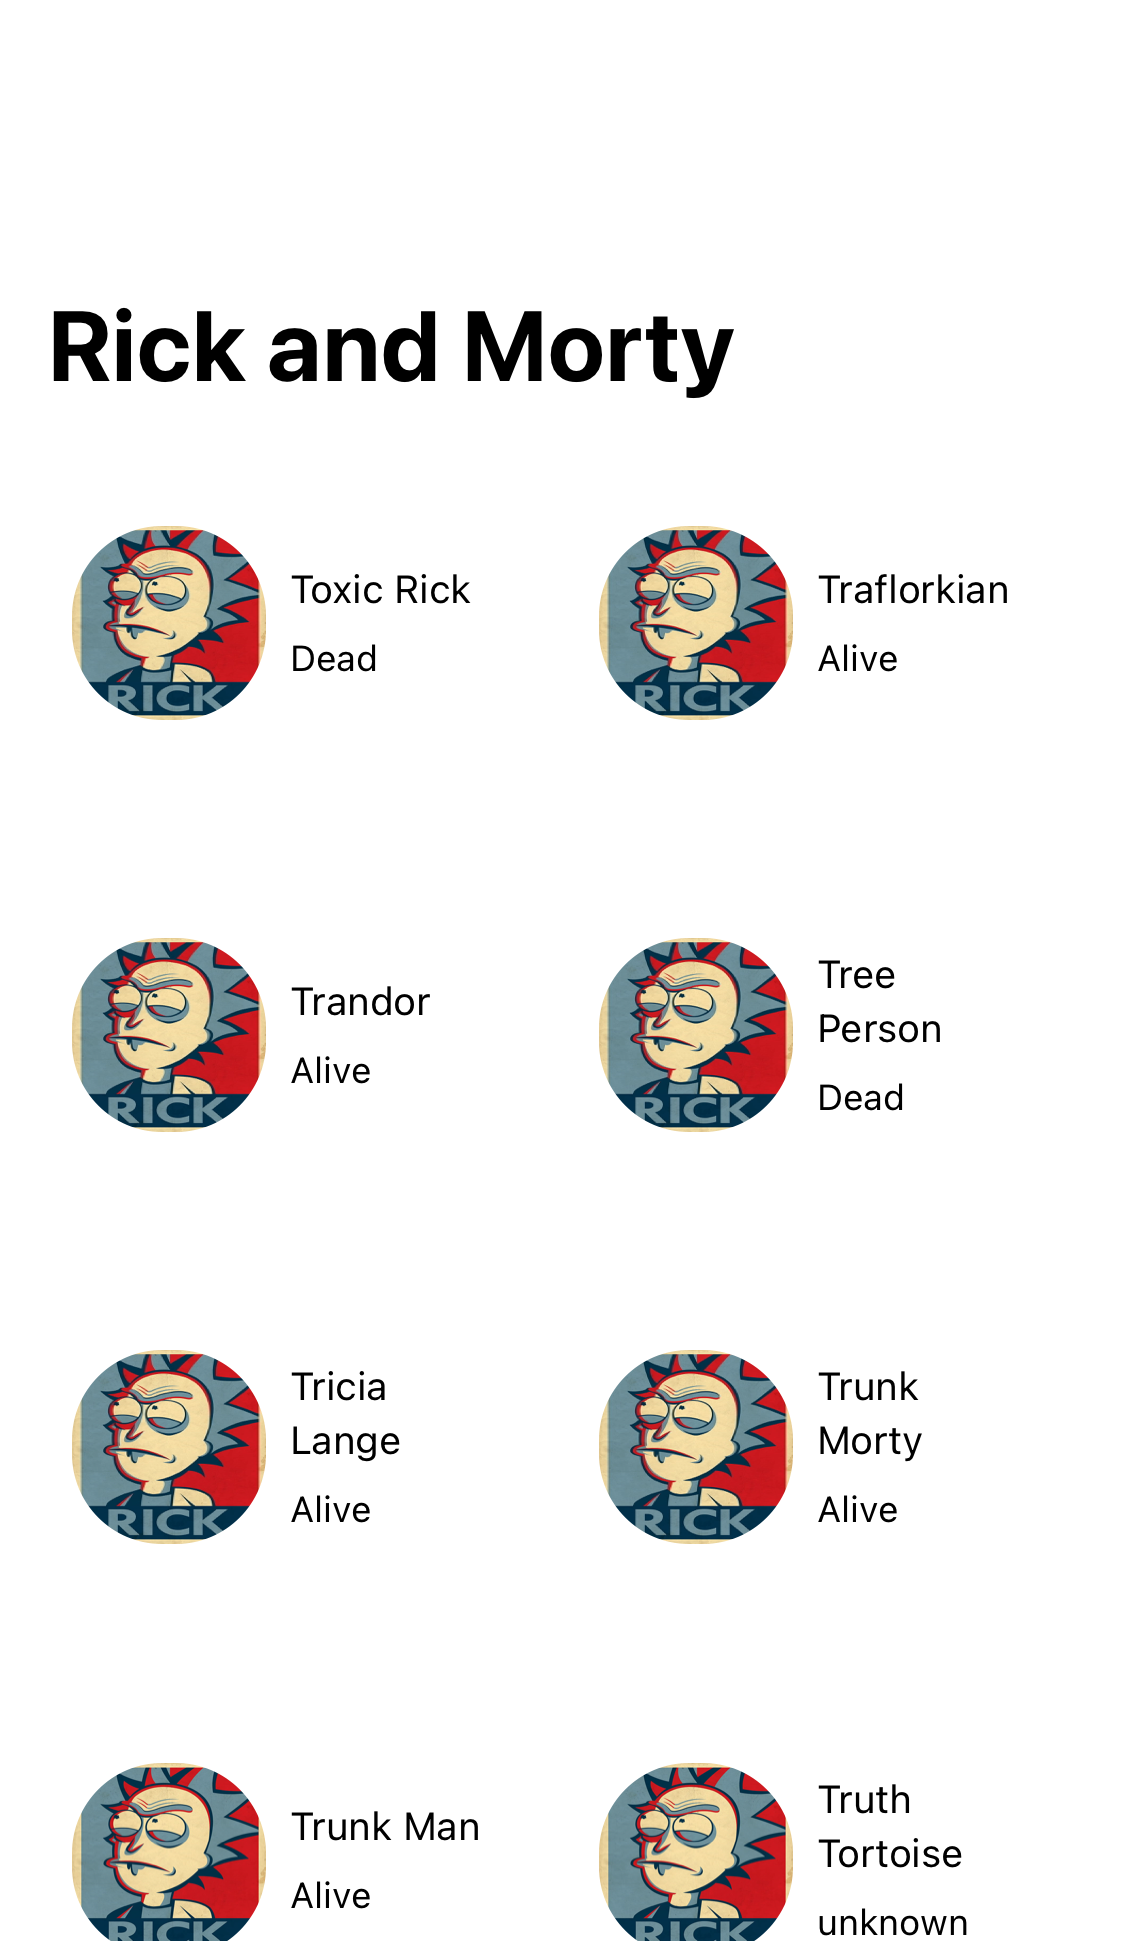 Rick and Morty
RICK
Toxic Rick
Dead
RICK
Traflorkian
Alive
RICK
Trandor
Alive
RICK
Tree
Person
Dead
RICK
Tricia
Lange
Alive
RICK
Trunk
Morty
Alive
RICK
Trunk Man
Alive
RICK
Truth
Tortoise
unknown